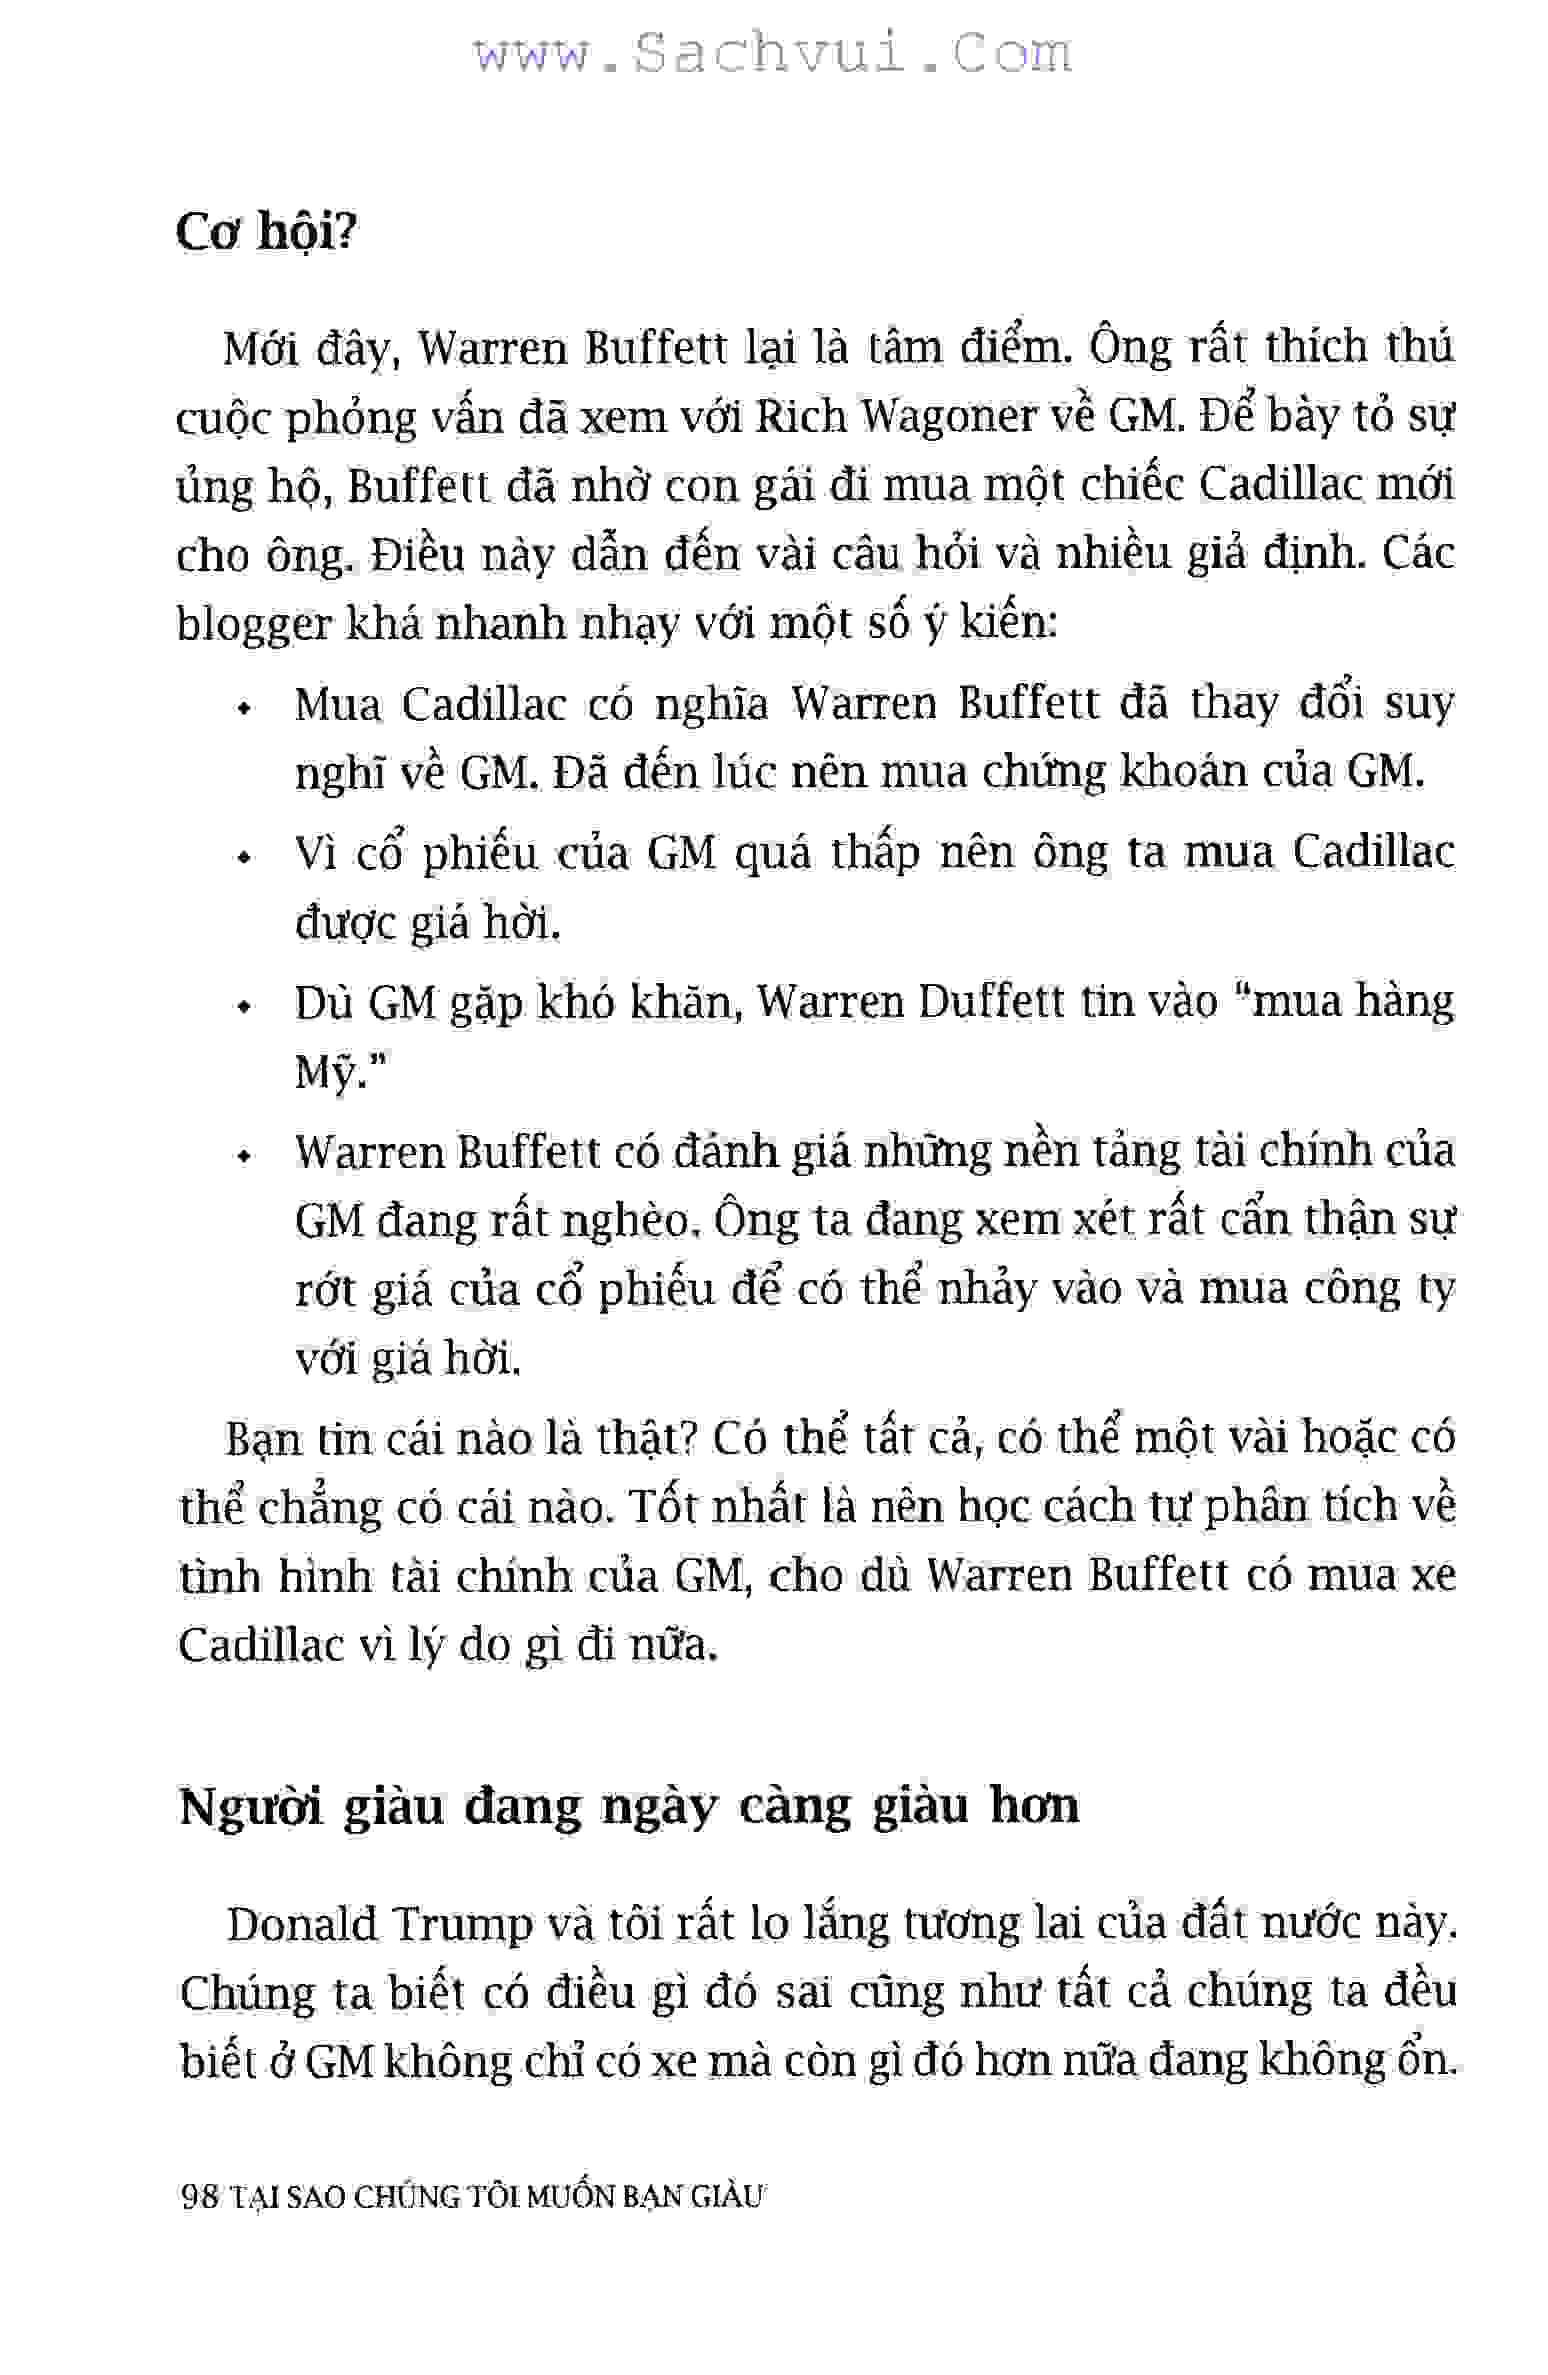 www.Sachvui.Com
Cơ hội?
Mới đây, Warren Buffett lại là tâm điểm. Ông rất thích thú
cuộc phỏng vấn đã xem với Rich Wagoner về GM. Để bày tỏ sự
ủng hộ, Buffett đã nhờ con gái đi mua một chiếc Cadillac mới
cho ông. Điều này dẫn đến vài câu hỏi và nhiều giả định. Các
blogger khá nhanh nhạy với một số ý kiến:
• Mua Cadillac có nghĩa Warren Buffett đã thay đổi suy
nghĩ về GM. Đã đến lúc nên mua chứng khoán của GM.
• Vì cổ phiếu của GM quá thấp nên ông ta mua Cadillac
được giá hời.
• Dù GM gặp khó khăn, Warren Duffett tin vào “mua hàng
Mỹ.”
• Warren Buffett có đánh giá những nền tảng tài chính của
GM đang rất nghèo. Ông ta đang xem xét rất cẩn thận sự
rớt giá của cổ phiếu để có thể nhảy vào và mua công ty
với giá hời.
Bạn tin cái nào là thật? Có thể tất cả, có thể một vài hoặc có
thể chẳng có cái nào. Tốt nhất là nên học cách tự phân tích về
tình hình tài chính của GM, cho dù Warren Buffett có mua xe
Cadillac vì lý do gì đi nữa.
Người giàu đang ngày càng giàu hơn
Donald Trump và tôi rất lo lắng tương lai của đất nước này.
Chúng ta biết có điều gì đó sai cũng như tất cả chúng ta đều
biết ở GM không chỉ có xe mà còn gì đó hơn nữa đang không ổn.
98 TẠI SAO CHÚNG TÔI MUỐN BẠN GIÀU